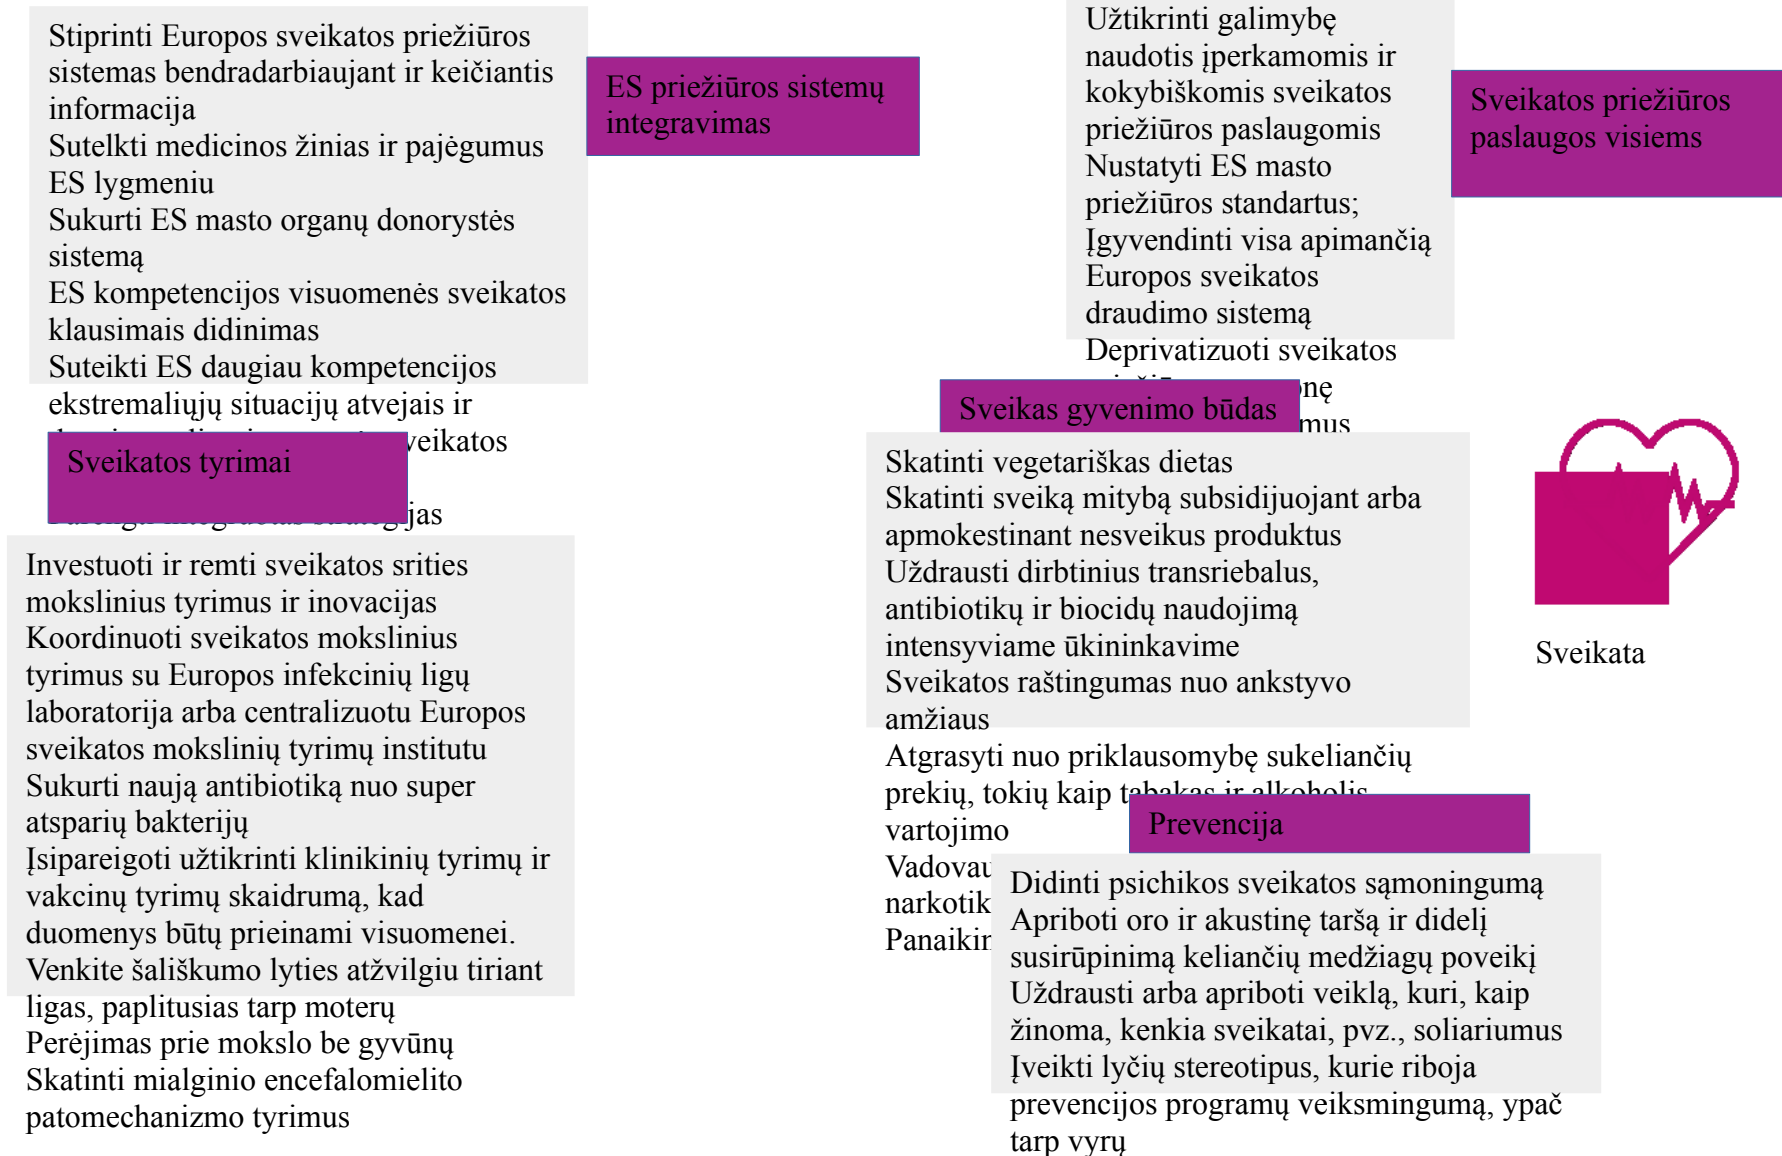 Stiprinti Europos sveikatos priežiūros
sistemas bendradarbiaujant ir keičiantis
informacija
Sutelkti medicinos žinias ir pajėgumus
ES lygmeniu
Sukurti ES masto organų donorystės
sistemą
ES kompetencijos visuomenės sveikatos
klausimais didinimas
Suteikti ES daugiau kompetencijos
ekstremaliųjų situacijų atvejais ir
sveikatos
ES priežiūros sistemų
integravimas
Užtikrinti galimybę
naudotis įperkamomis ir
kokybiškomis sveikatos
priežiūros paslaugomis
Nustatyti ES masto
priežiūros standartus;
Įgyvendinti visa apimančią
Europos sveikatos
draudimo sistemą
Deprivatizuoti sveikatos
Sveikatos priežiūros
paslaugos visiems
Sveikatos tyrimai
Investuoti ir remti sveikatos srities
mokslinius tyrimus ir inovacijas
Koordinuoti sveikatos mokslinius
tyrimus su Europos infekcinių ligų
laboratorija arba centralizuotu Europos
sveikatos mokslinių tyrimų institutu
Sukurti naują antibiotiką nuo super
atsparių bakterijų
Įsipareigoti užtikrinti klinikinių tyrimų ir
vakcinų tyrimų skaidrumą, kad
duomenys būtų prieinami visuomenei.
Venkite šališkumo lyties atžvilgiu tiriant
ligas, paplitusias tarp moterų
Perėjimas prie mokslo be gyvūnų
Skatinti mialginio encefalomielito
patomechanizmo tyrimus
Sveikas gyvenimo būdas
Skatinti vegetariškas dietas
Skatinti sveiką mitybą subsidijuojant arba
apmokestinant nesveikus produktus
Uždrausti dirbtinius transriebalus,
antibiotikų ir biocidų naudojimą
intensyviame ūkininkavime
Sveikatos raštingumas nuo ankstyvo
amžiaus
Atgrasyti nuo priklausomybę sukeliančių
prekių, tokių kaip tabakas ir alkoholis,
vartojimo
Prevencija
Didinti psichikos sveikatos sąmoningumą
Apriboti oro ir akustinę taršą ir didelį
susirūpinimą keliančių medžiagų poveikį
Uždrausti arba apriboti veiklą, kuri, kaip
žinoma, kenkia sveikatai, pvz., soliariumus
Įveikti lyčių stereotipus, kurie riboja
prevencijos programų veiksmingumą, ypač
tarp vyrų
Sveikata